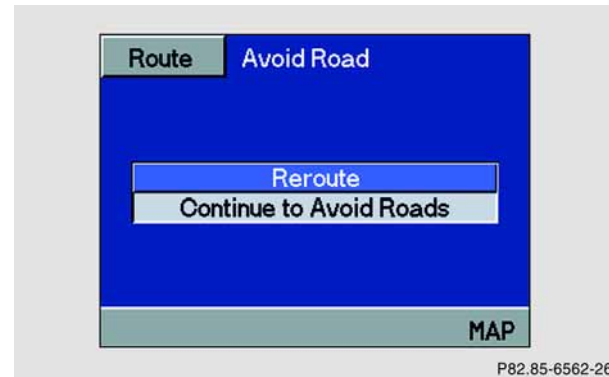 Route Avoid Road
Reroute
Continue to Avoid Roads
MAP
P82.85-6562-26